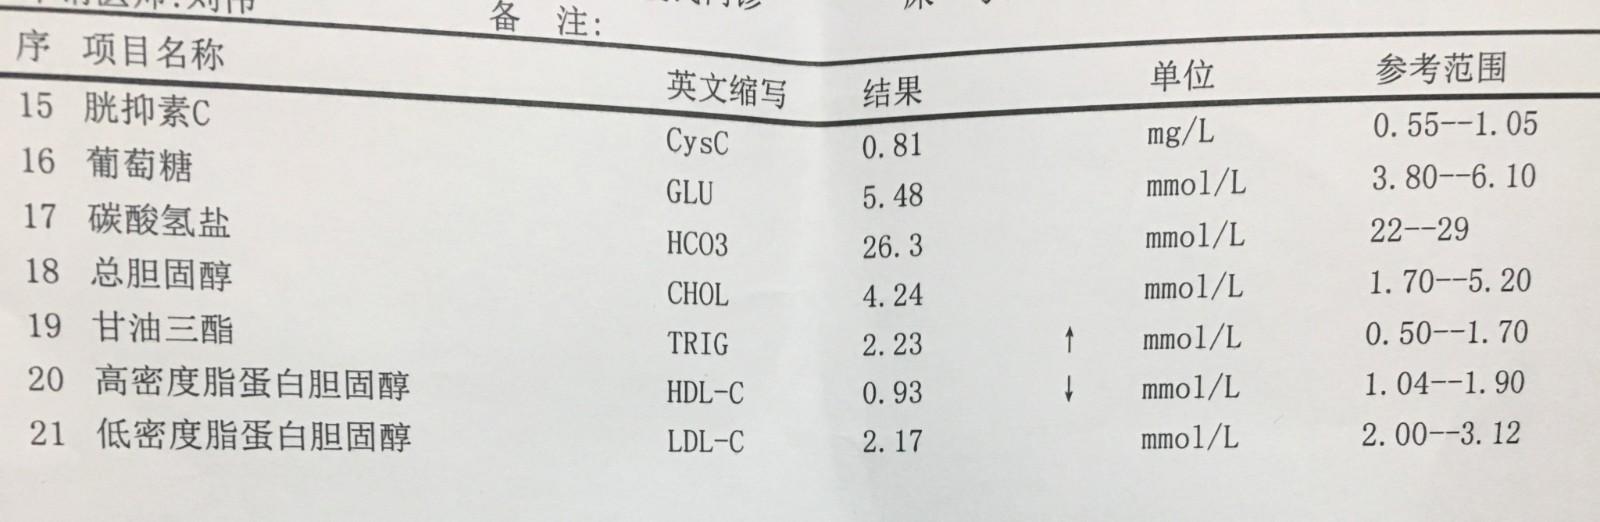 备 注:
序 项目名称 英文缩写 结果 单位 参考范围
15 胱抑素C CysC 0.81 mg/L 0.55--1.05
16 葡萄糖 GLU 5.48 mmol/L 3.80--6.10
17 碳酸氢盐 HCO3 26.3 mmol/L 22--29
18 总胆固醇 CHOL 4.24 mmol/L 1.70--5.20
19 甘油三酯 TRIG 2.23 ↑ mmol/L 0.50--1.70
20 高密度脂蛋白胆固醇 HDL-C 0.93 ↓ mmol/L 1.04--1.90
21 低密度脂蛋白胆固醇 LDL-C 2.17 mmol/L 2.00--3.12